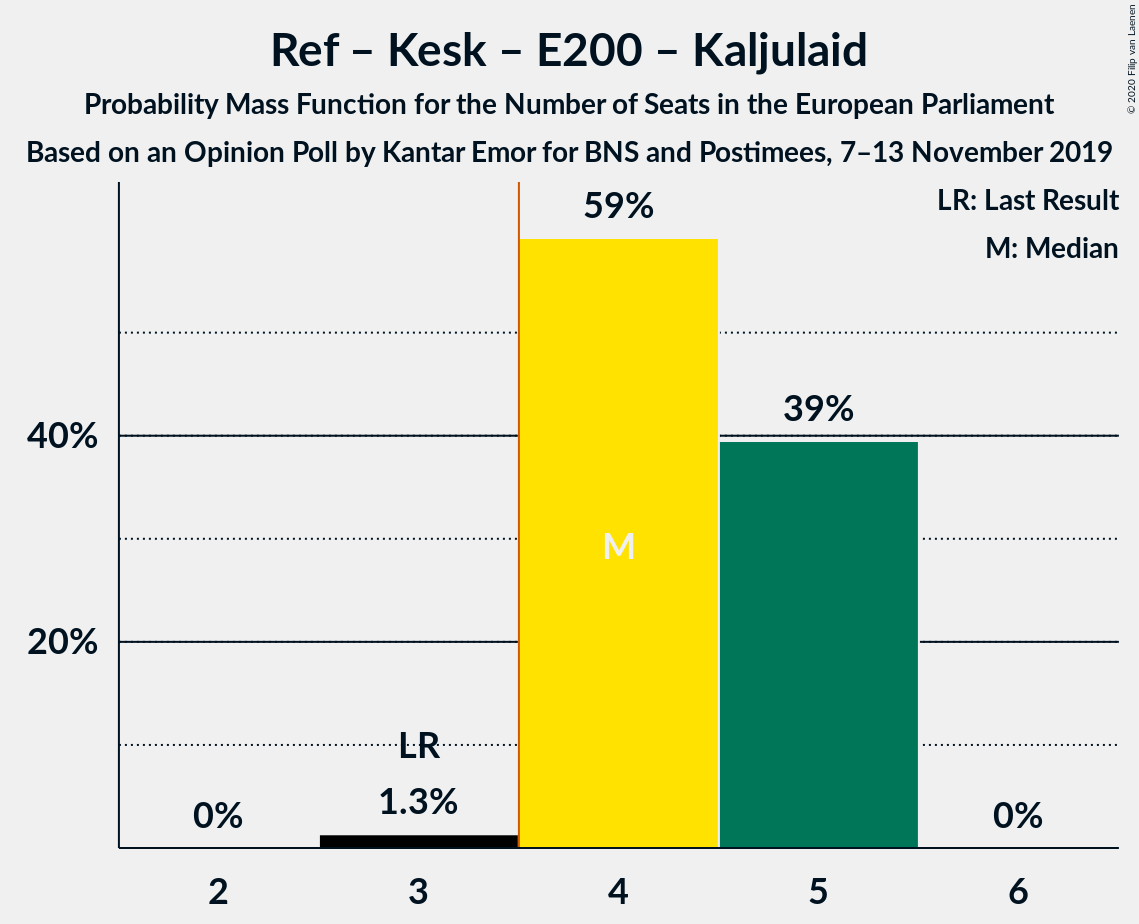 Ref – Kesk – E200 – Kaljulaid
Probability Mass Function for the Number of Seats in the European Parliament
Based on an Opinion Poll by Kantar Emor for BNS and Postimees, 7–13 November 2019
© 2020 Filip van Laenen
LR: Last Result
M: Median
59%
39%
40%
M
20%
LR
1.3%
0%
0%
2
3
4
5
6